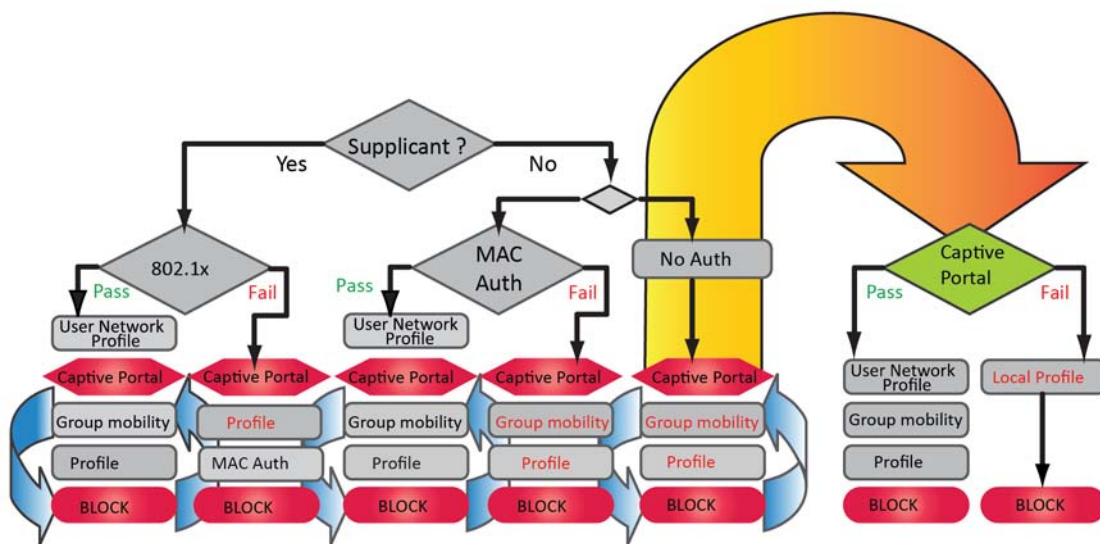 Supplicant ?
Yes
No
802.1x
MAC
Auth
No Auth
Captive
Portal
Pass
Fail
Pass
Fail
Pass
Fail
User Network
Profile
User Network
Profile
Captive Portal
Captive Portal
Captive Portal
Captive Portal
Captive Portal
User Network
Profile
Local Profile
Group mobility
Profile
Group mobility
Group mobility
Group mobility
Group mobility
Profile
MAC Auth
Profile
Profile
Profile
Profile
BLOCK
BLOCK
BLOCK
BLOCK
BLOCK
BLOCK
BLOCK